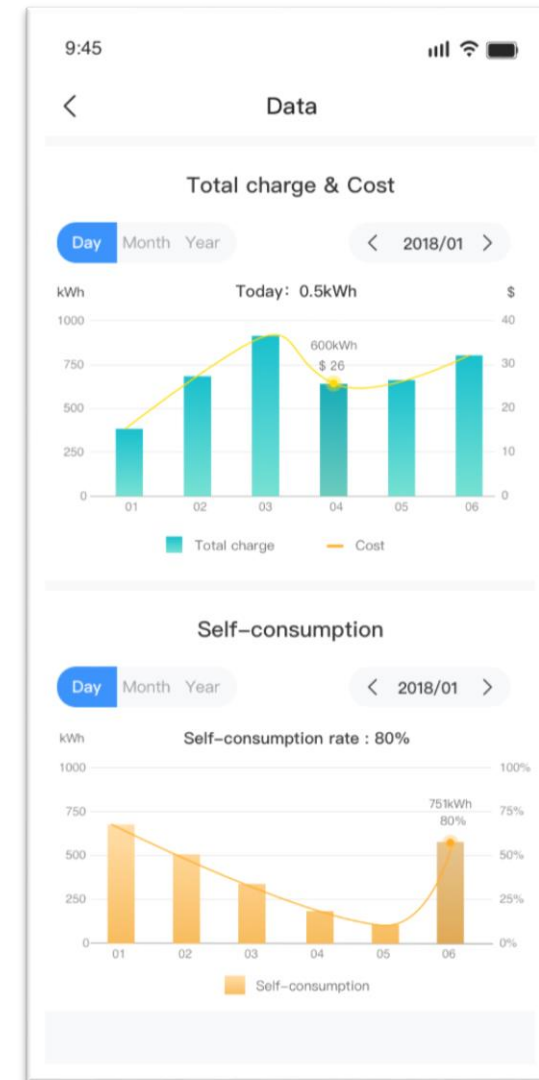 9:45
Data
Total charge & Cost
Day Month Year 2018/01
kWh Today: 0.5kWh $
1000 40
600kWh
$ 26
750 30
500 20
250 10
0 0
01 02 03 04 05 06
Total charge Cost
Self-consumption
Day Month Year 2018/01
kWh Self-consumption rate : 80%
1000 100%
751kWh
750 75%
80%
500 50%
250 25%
0 0%
01 02 03 04 05 06
Self-consumption